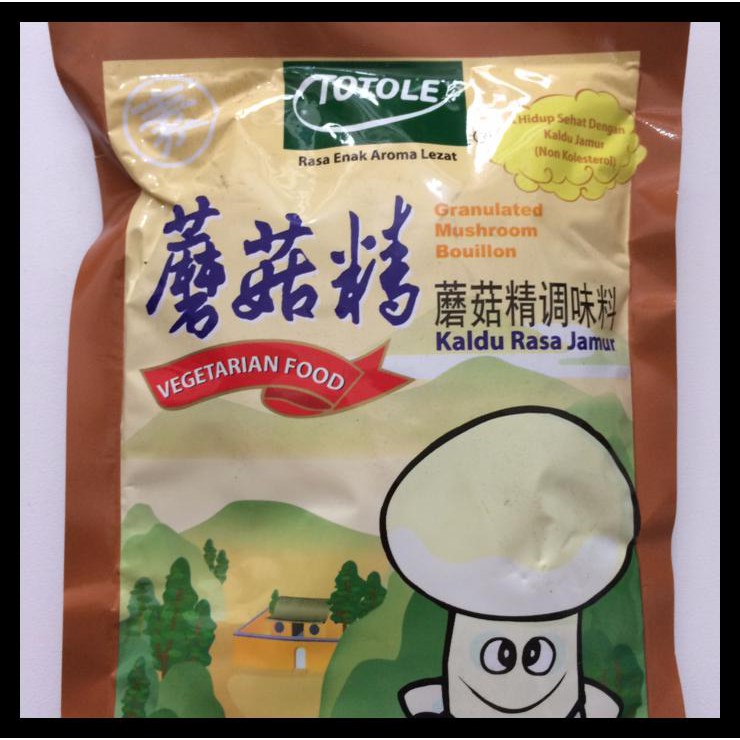 素
TOTOLE
Rasa Enak Aroma Lezat
Hidup Sehat Dengan
Kaldu Jamur
(Non Kolesterol)
蘑菇精
Granulated
Mushroom
Bouillon
蘑菇精调味料
Kaldu Rasa Jamur
VEGETARIAN FOOD